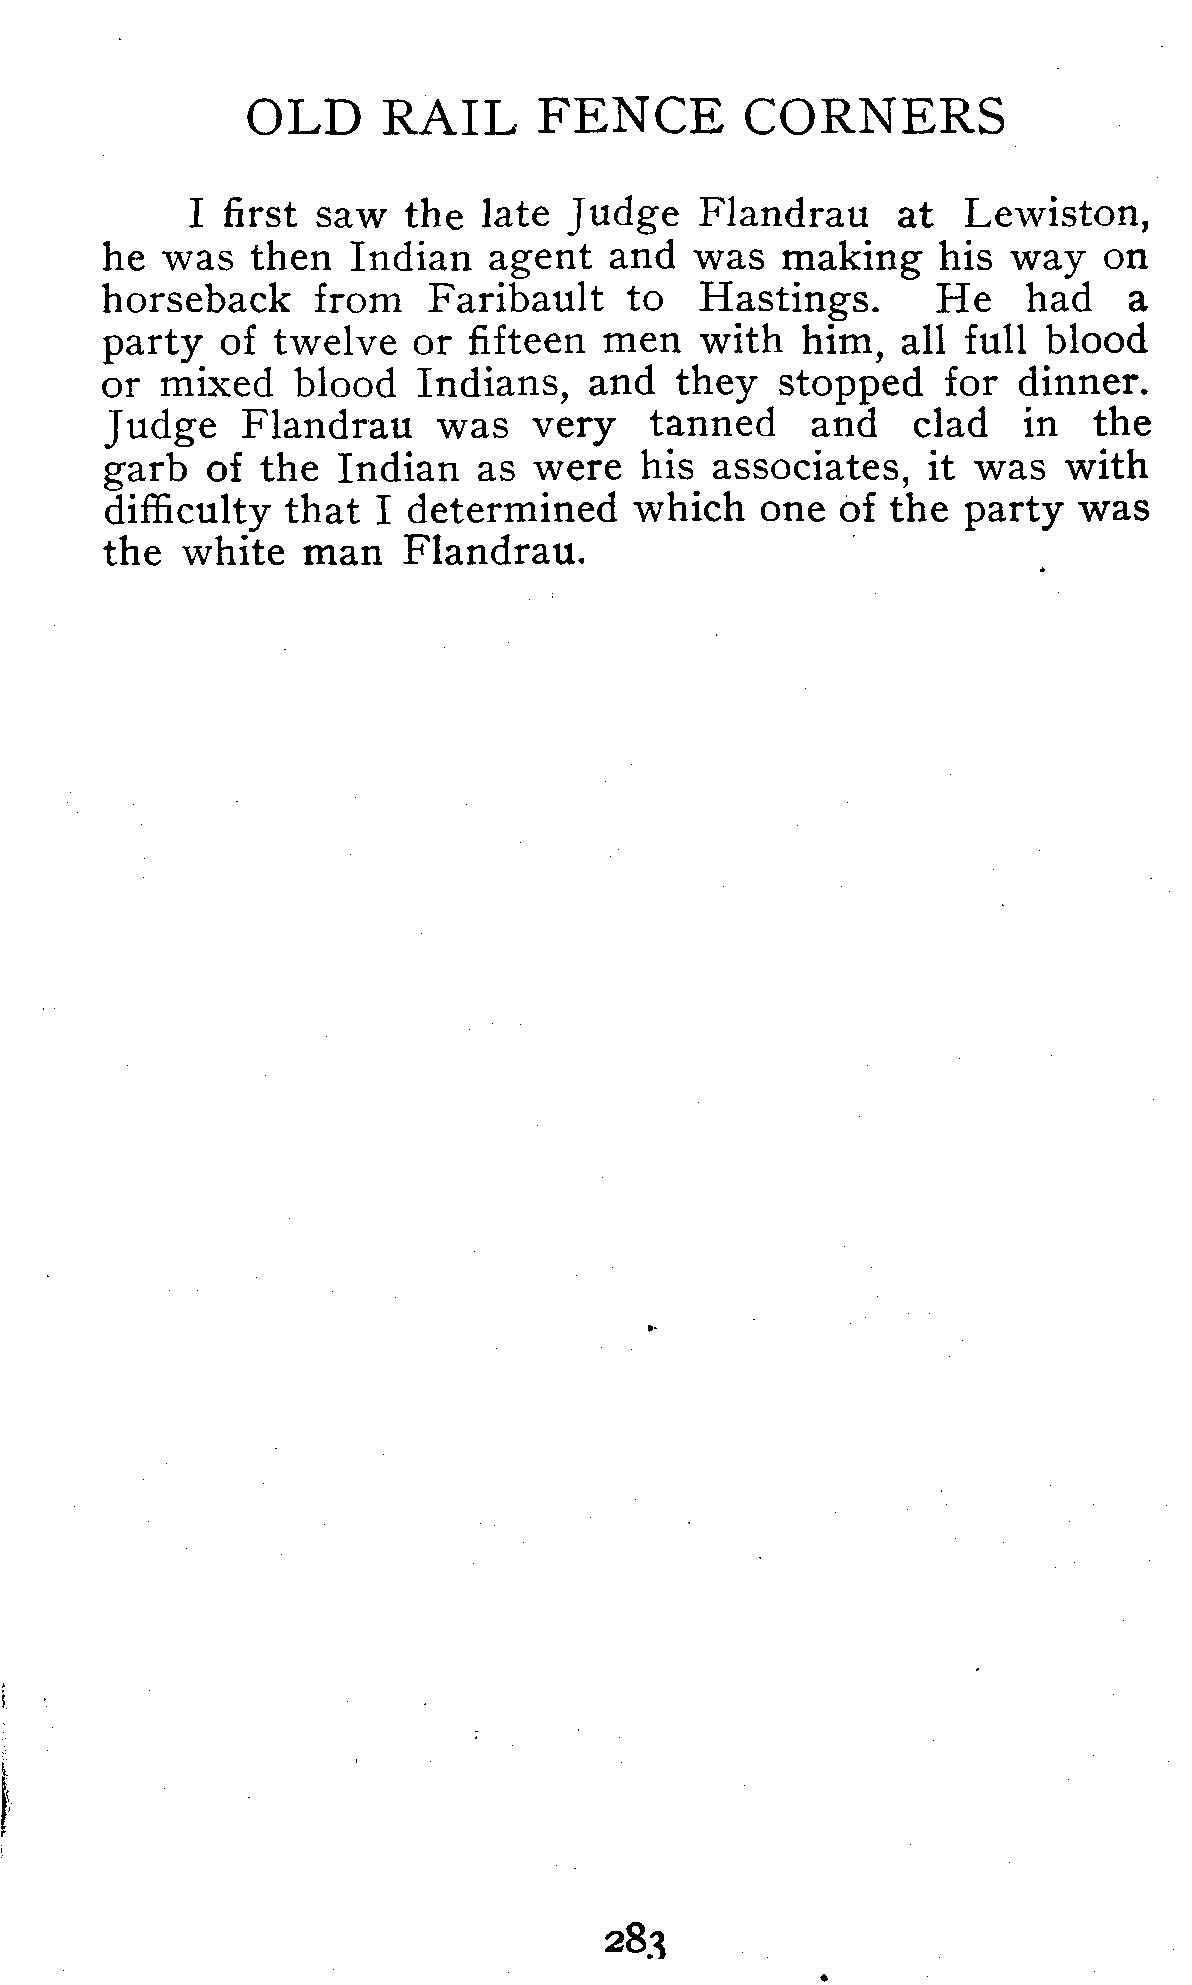 OLD RAIL FENCE CORNERS
I first saw the late Judge Flandrau at Lewiston,
he was then Indian agent and was making his way on
horseback from Faribault to Hastings. He had a
party of twelve or fifteen men with him, all full blood
or mixed blood Indians, and they stopped for dinner.
Judge Flandrau was very tanned and clad in the
garb of the Indian as were his associates, it was with
difficulty that I determined which one of the party was
the white man Flandrau.
283